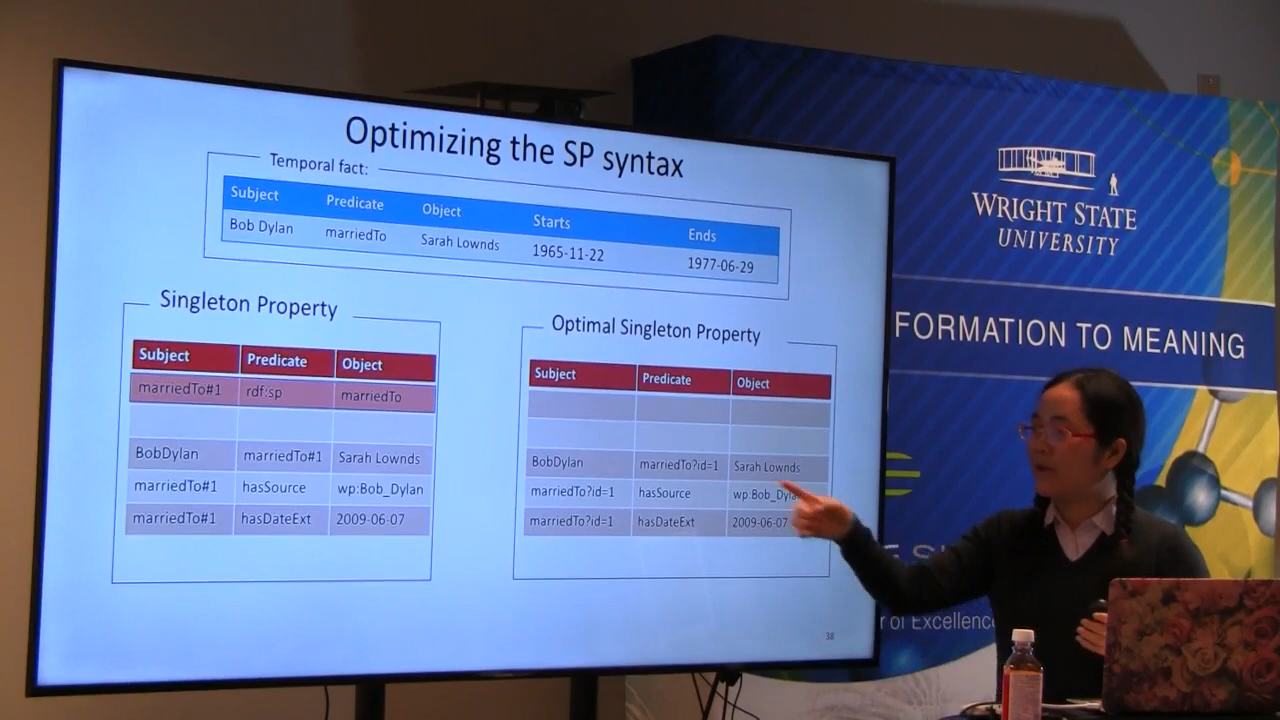 Optimizing the SP syntax
Temporal fact:
Subject Predicate Object Starts Ends
Bob Dylan marriedTo Sarah Lownds 1965-11-22 1977-06-29
Singleton Property
Subject Predicate Object
marriedTo#1 rdf:sp marriedTo
BobDylan marriedTo#1 Sarah Lownds
marriedTo#1 hasSource wp:Bob_Dylan
marriedTo#1 hasDateExt 2009-06-07
Optimal Singleton Property
Subject Predicate Object
BobDylan marriedTo?id=1 Sarah Lownds
marriedTo?id=1 hasSource wp:Bob_Dyla
marriedTo?id=1 hasDateExt 2009-06-07
38
WRIGHT STATE
UNIVERSITY
FORMATION TO MEANING
of Excellence